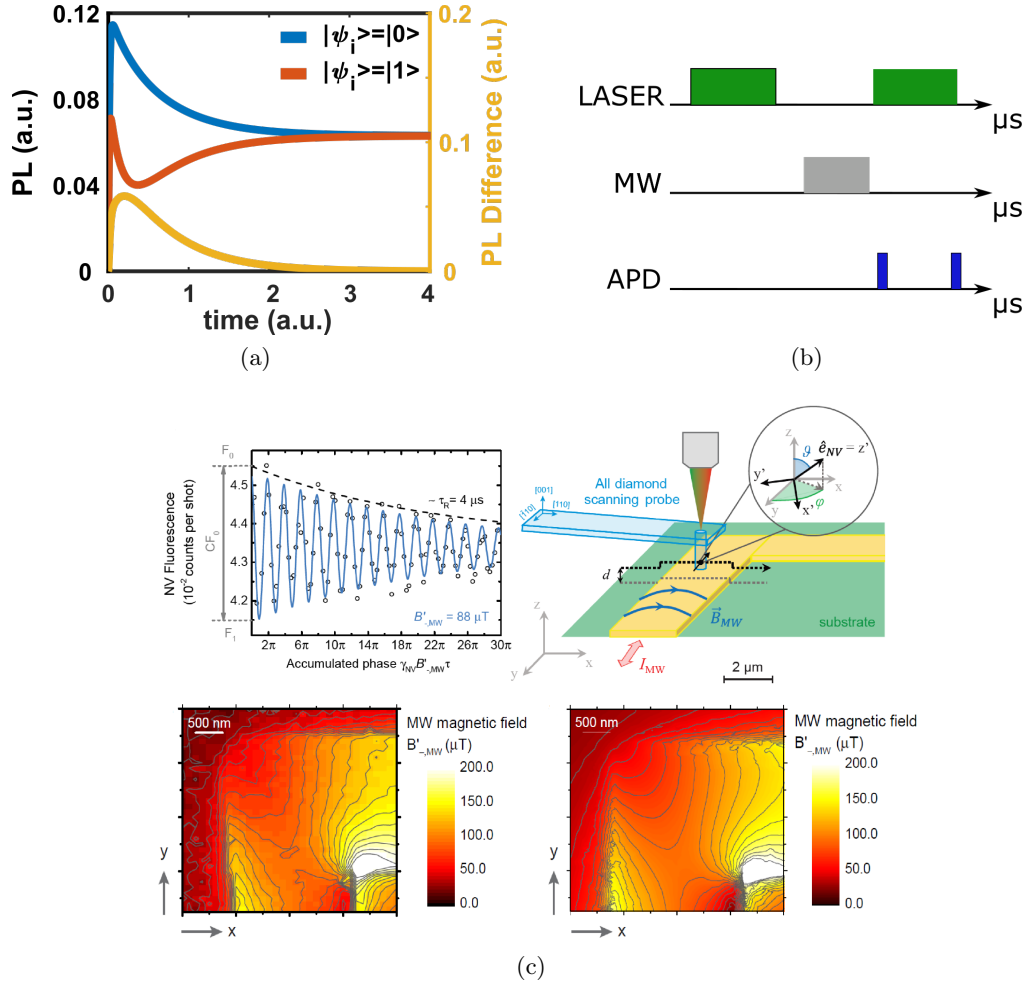 0.12
0.08
0.04
0
PL (a.u.)
|ψi>=|0>
|ψi>=|1>
0.2
0.1
0
PL Difference (a.u.)
0 1 2 3 4
time (a.u.)
(a)
LASER
µs
MW
µs
APD
µs
(b)
F0
CF0
F1
NV Fluorescence
(10-2 counts per shot)
4.5
4.4
4.3
4.2
~ τR= 4 µs
B'-,MW = 88 µT
2π 6π 10π 14π 18π 22π 26π 30π
Accumulated phase γNVB'-,MWτ
All diamond
scanning probe
[001]
[110]
[1̄10]
z
ϑ
êNV = z'
y'
x
y
x'
φ
d
B⃗MW
substrate
z
x
y
IMW
2 µm
500 nm
MW magnetic field
B'-,MW (µT)
200.0
150.0
100.0
50.0
0.0
y
x
500 nm
MW magnetic field
B'-,MW (µT)
200.0
150.0
100.0
50.0
0.0
y
x
(c)